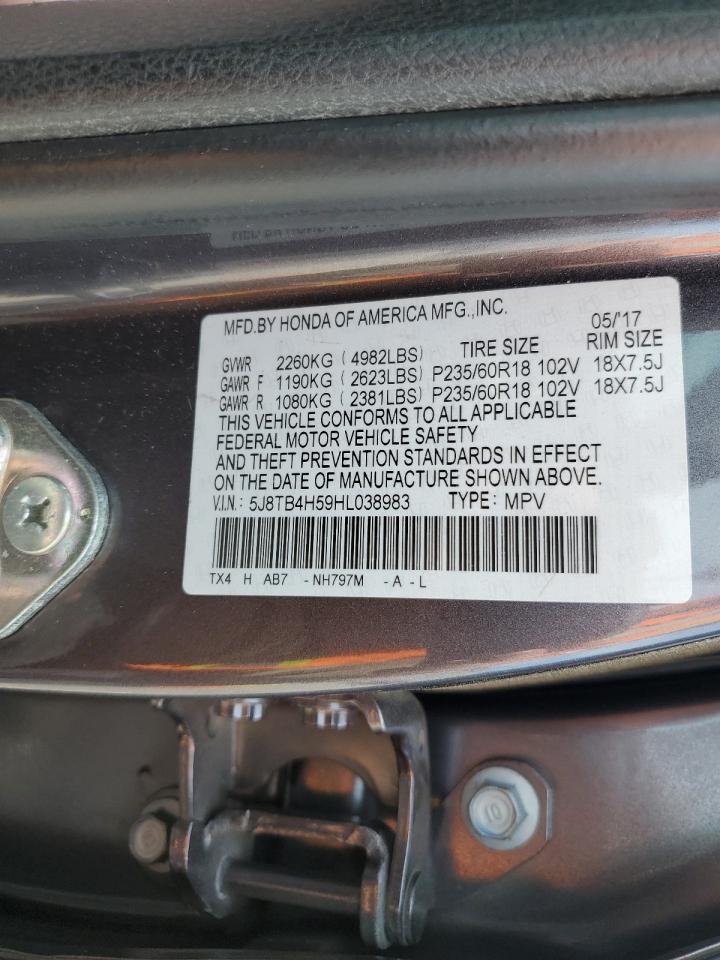 MFD.BY HONDA OF AMERICA MFG.,INC. 05/'17
GVWR 2260KG (4982LBS) TIRE SIZE RIM SIZE
GAWR F 1190KG (2623LBS) P235/60R18 102V 18X7.5J
GAWR R 1080KG (2381LBS) P235/60R18 102V 18X7.5J
THIS VEHICLE CONFORMS TO ALL APPLICABLE
FEDERAL MOTOR VEHICLE SAFETY
AND THEFT PREVENTION STANDARDS IN EFFECT
ON THE DATE OF MANUFACTURE SHOWN ABOVE.
V.I.N: 5J8TB4H59HL038983 TYPE: MPV
TX4 H AB7 -NH797M -A-L
10